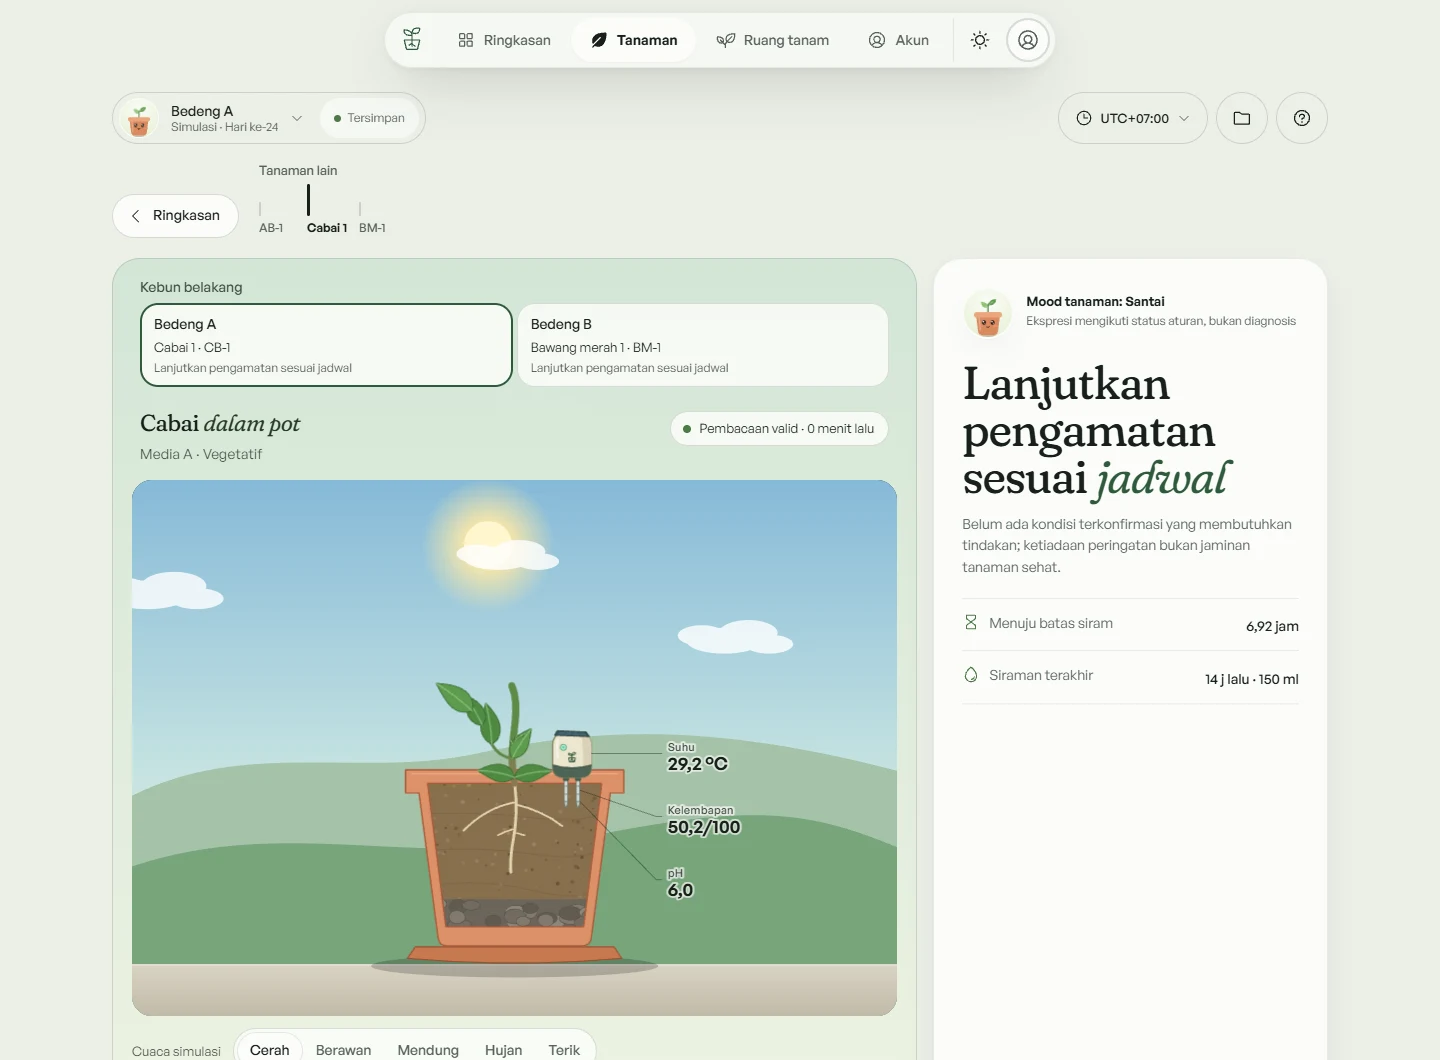 Ringkasan
Tanaman
Ruang tanam
Akun
Bedeng A
Simulasi · Hari ke-24
Tersimpan
UTC+07:00
Ringkasan
Tanaman lain
AB-1
Cabai 1
BM-1
Kebun belakang
Bedeng A
Cabai 1 · CB-1
Lanjutkan pengamatan sesuai jadwal
Bedeng B
Bawang merah 1 · BM-1
Lanjutkan pengamatan sesuai jadwal
Cabai dalam pot
Media A · Vegetatif
Pembacaan valid · 0 menit lalu
Suhu
29,2 °C
Kelembapan
50,2/100
pH
6,0
Cuaca simulasi
Cerah
Berawan
Mendung
Hujan
Terik
Mood tanaman: Santai
Ekspresi mengikuti status aturan, bukan diagnosis
Lanjutkan
pengamatan
sesuai jadwal
Belum ada kondisi terkonfirmasi yang membutuhkan
tindakan; ketiadaan peringatan bukan jaminan
tanaman sehat.
Menuju batas siram
6,92 jam
Siraman terakhir
14 j lalu · 150 ml